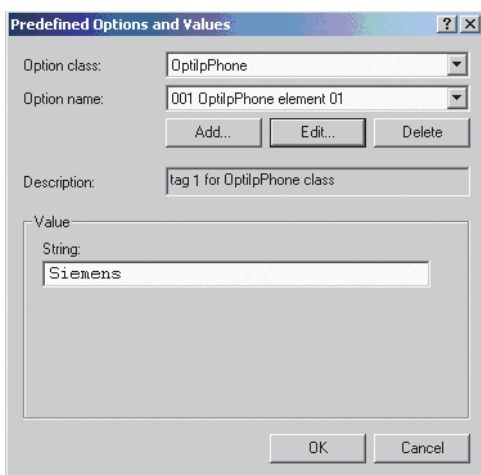 Predefined Options and Values
Option class: OptiIpPhone
Option name: 001 OptiIpPhone element 01
Add... Edit... Delete
Description: tag 1 for OptiIpPhone class
Value
String:
Siemens
OK Cancel